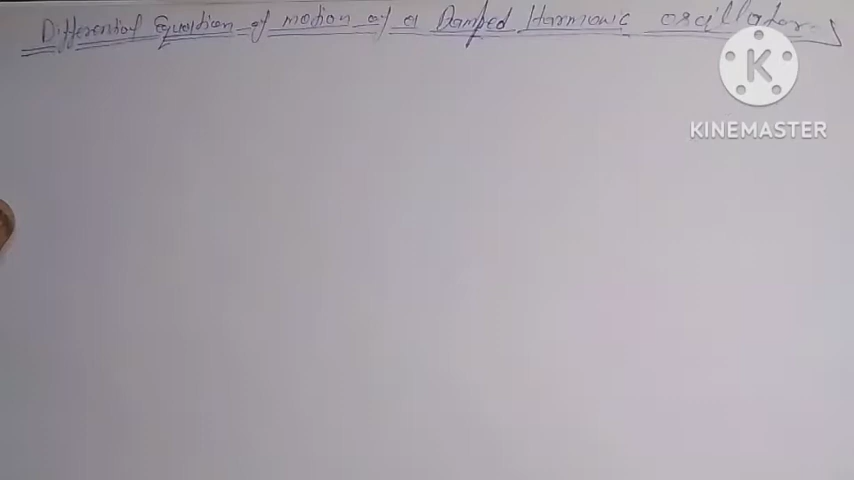 Differential Equation of motion of a Damped Harmonic oscillator
K
KINEMASTER